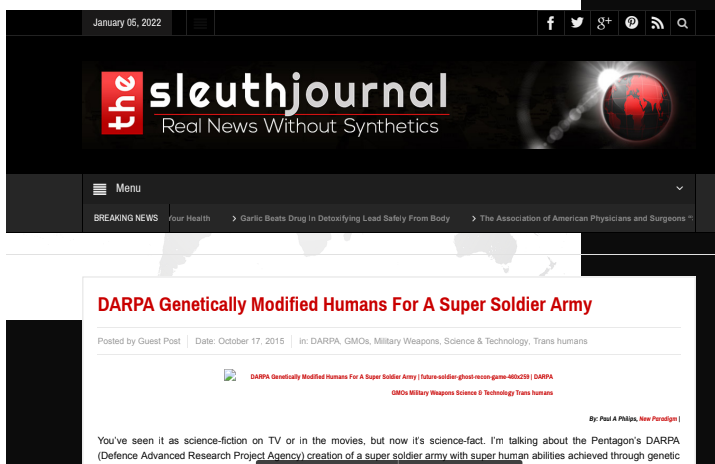 January 05, 2022
the sleuthjournal
Real News Without Synthetics
Menu
BREAKING NEWS Your Health Garlic Beats Drug In Detoxifying Lead Safely From Body The Association of American Physicians and Surgeons "
DARPA Genetically Modified Humans For A Super Soldier Army
Posted by Guest Post Date: October 17, 2015 in: DARPA, GMOs, Military Weapons, Science & Technology, Trans humans
DARPA Genetically Modified Humans For A Super Soldier Army | future-soldier-ghost-recon-game-460x259 | DARPA
GMOs Military Weapons Science & Technology Trans humans
By: Paul A Philips, New Paradigm |
You've seen it as science-fiction on TV or in the movies, but now it's science-fact. I'm talking about the Pentagon's DARPA
(Defence Advanced Research Project Agency) creation of a super soldier army with super human abilities achieved through genetic